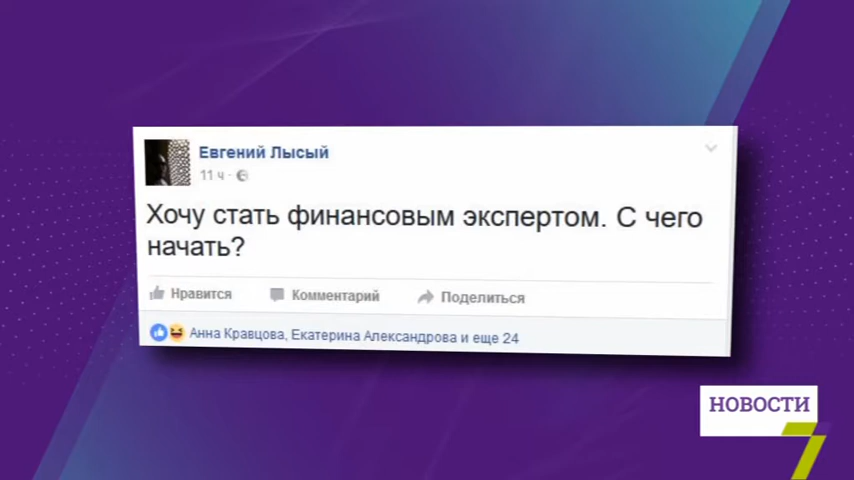 Евгений Лысый
11 ч ·
Хочу стать финансовым экспертом. С чего
начать?
Нравится Комментарий Поделиться
Анна Кравцова, Екатерина Александрова и еще 24
НОВОСТИ
7